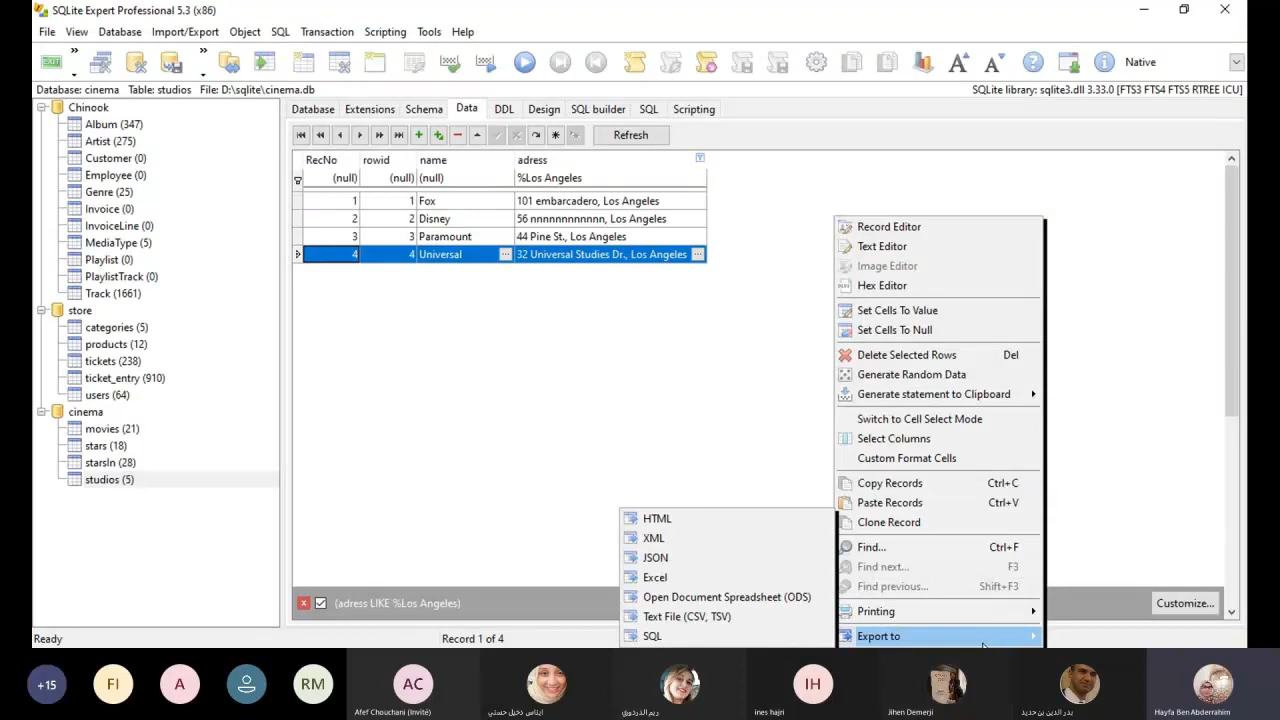 SQLite Expert Professional 5.3 (x86)
File View Database Import/Export Object SQL Transaction Scripting Tools Help
EXIT Native
Database: cinema Table: studios File: D:\sqlite\cinema.db SQLite library: sqlite3.dll 3.33.0 [FTS3 FTS4 FTS5 RTREE ICU]
Chinook
Album (347)
Artist (275)
Customer (0)
Employee (0)
Genre (25)
Invoice (0)
InvoiceLine (0)
MediaType (5)
Playlist (0)
PlaylistTrack (0)
Track (1661)
store
categories (5)
products (12)
tickets (238)
ticket_entry (910)
users (64)
cinema
movies (21)
stars (18)
starsIn (28)
studios (5)
Database Extensions Schema Data DDL Design SQL builder SQL Scripting
Refresh
RecNo rowid name adress
(null) (null) (null) %Los Angeles
1 1 Fox 101 embarcadero, Los Angeles
2 2 Disney 56 nnnnnnnnnnnn, Los Angeles
3 3 Paramount 44 Pine St., Los Angeles
4 4 Universal 32 Universal Studies Dr., Los Angeles
Record Editor
Text Editor
Image Editor
Hex Editor
Set Cells To Value
Set Cells To Null
Delete Selected Rows Del
Generate Random Data
Generate statement to Clipboard
Switch to Cell Select Mode
Select Columns
Custom Format Cells
Copy Records Ctrl+C
Paste Records Ctrl+V
Clone Record
Find... Ctrl+F
Find next... F3
Find previous... Shift+F3
Printing
Export to
HTML
XML
JSON
Excel
Open Document Spreadsheet (ODS)
Text File (CSV, TSV)
SQL
(adress LIKE %Los Angeles)
Customize...
Ready Record 1 of 4
+15 FI A RM AC IH
Afef Chouchani (Invité) ايناس دخيل حسني ريم الدردوري ines hajri Jihen Demerji بدر الدين بن حديد Hayfa Ben Abderrahim